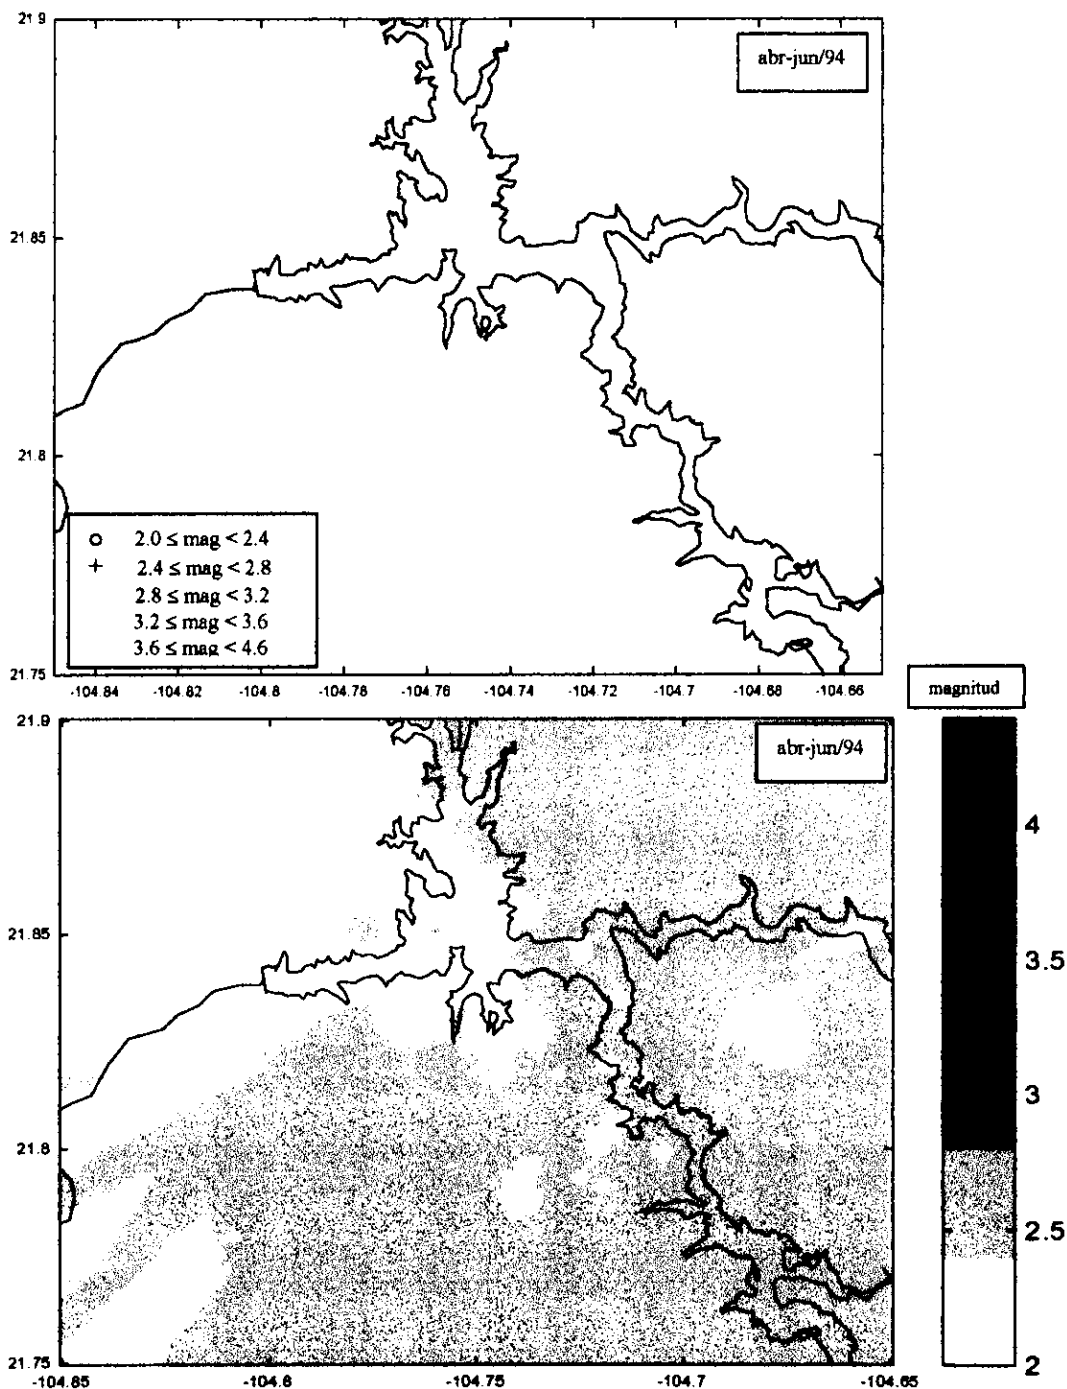 21.9
abr-jun/94
21.85
21.8
○ 2.0 ≤ mag < 2.4
+ 2.4 ≤ mag < 2.8
2.8 ≤ mag < 3.2
3.2 ≤ mag < 3.6
3.6 ≤ mag < 4.6
21.75
-104.84 -104.82 -104.8 -104.78 -104.76 -104.74 -104.72 -104.7 -104.68 -104.66
magnitud
21.9
abr-jun/94
4
21.85
3.5
3
21.8
2.5
21.75
2
-104.85 -104.8 -104.75 -104.7 -104.65